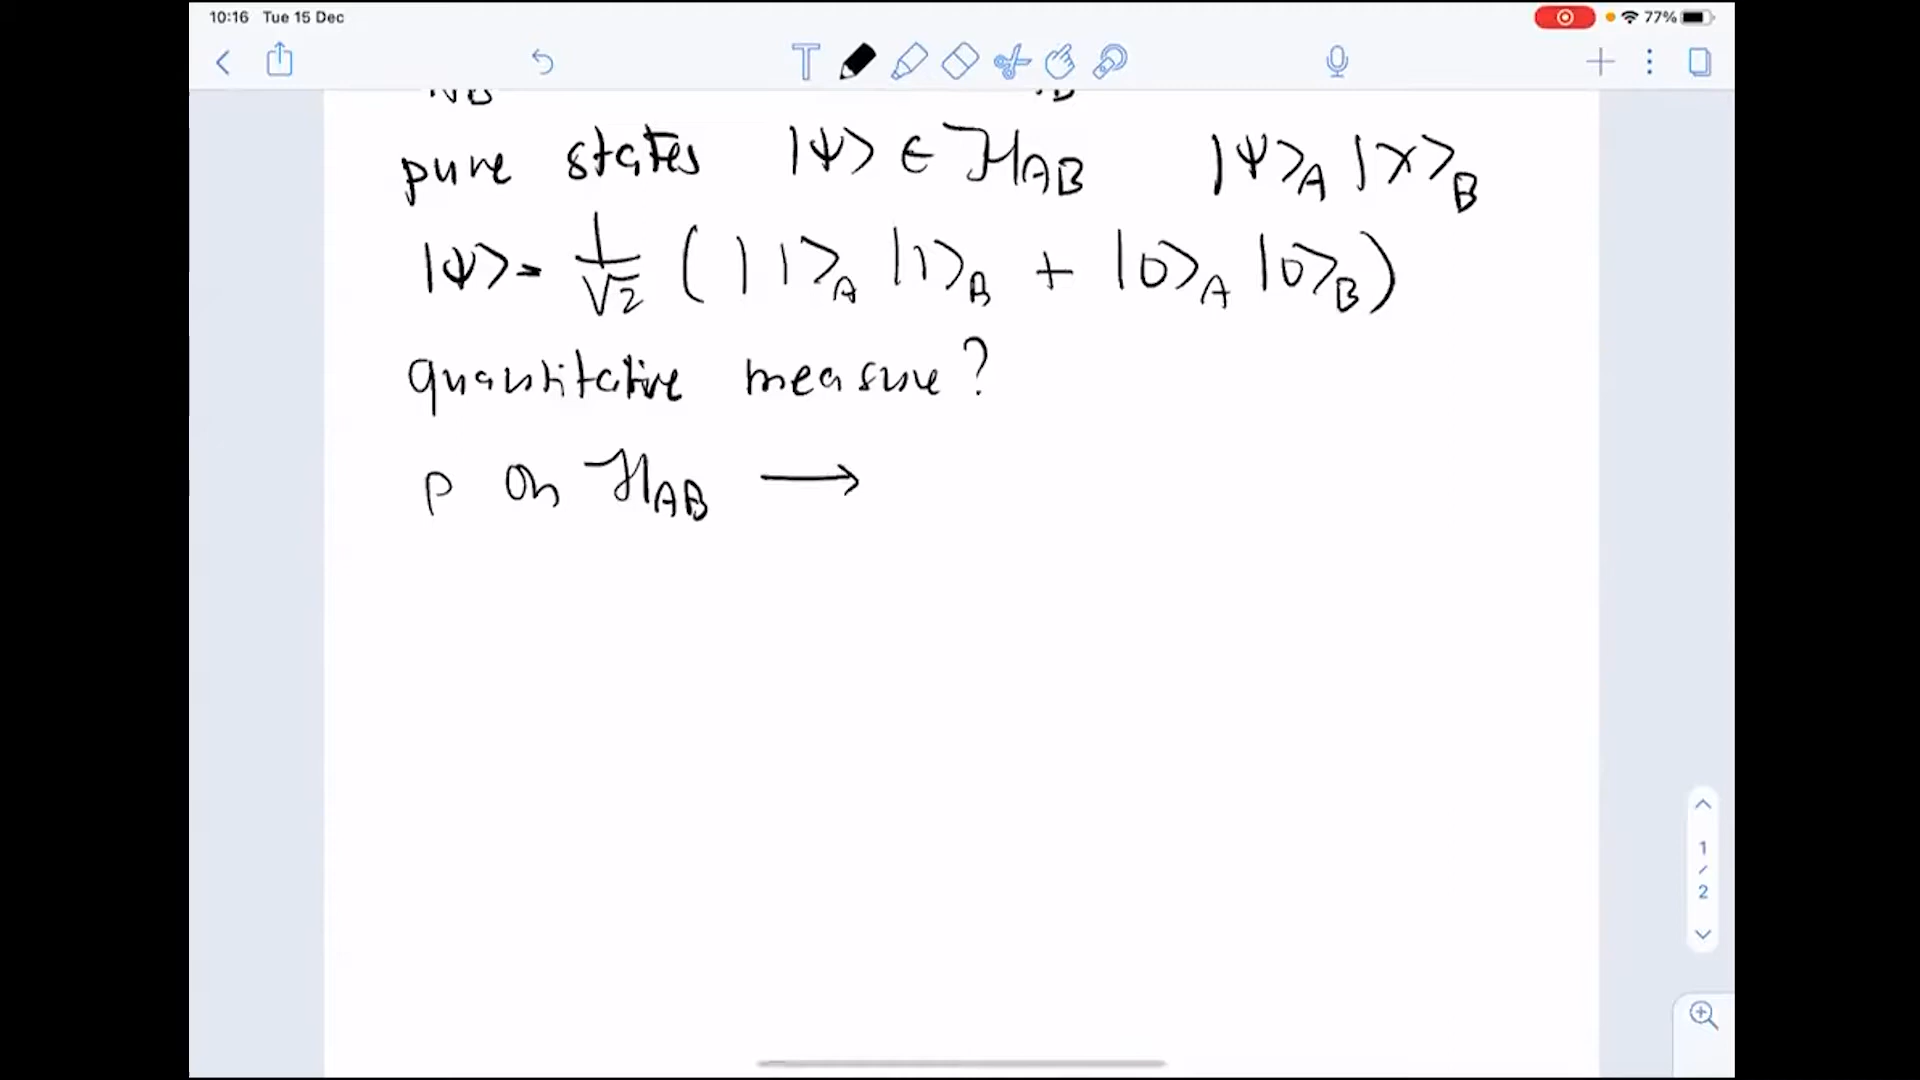 10:16 Tue 15 Dec 77%
pure states |ψ> ∈ ℋ_AB |ψ>_A |χ>_B
|ψ> = 1/√2 ( |1>_A |1>_B + |0>_A |0>_B )
quantitative measure?
ρ on ℋ_AB ⟶
1
/
2